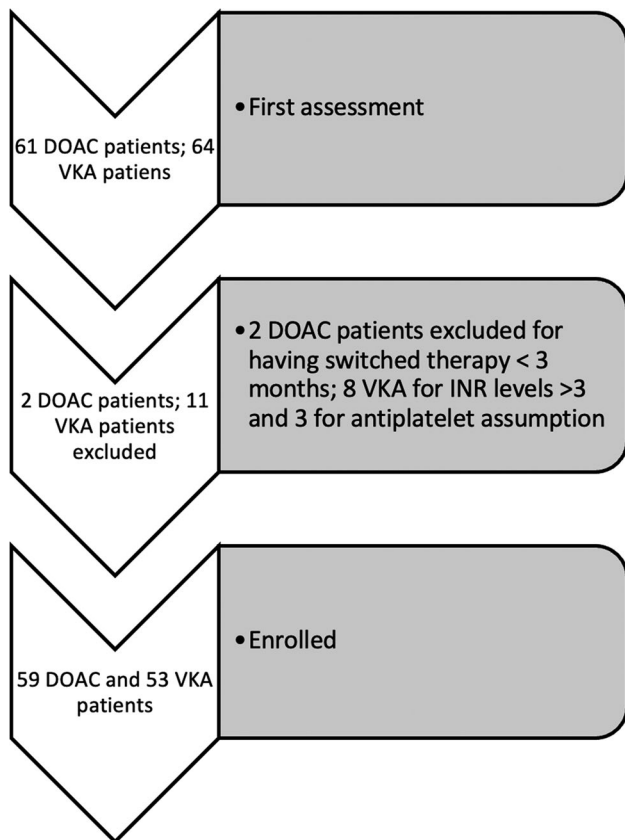 61 DOAC patients; 64
VKA patiens
• First assessment
2 DOAC patients; 11
VKA patients
excluded
• 2 DOAC patients excluded for
having switched therapy < 3
months; 8 VKA for INR levels >3
and 3 for antiplatelet assumption
59 DOAC and 53 VKA
patients
• Enrolled